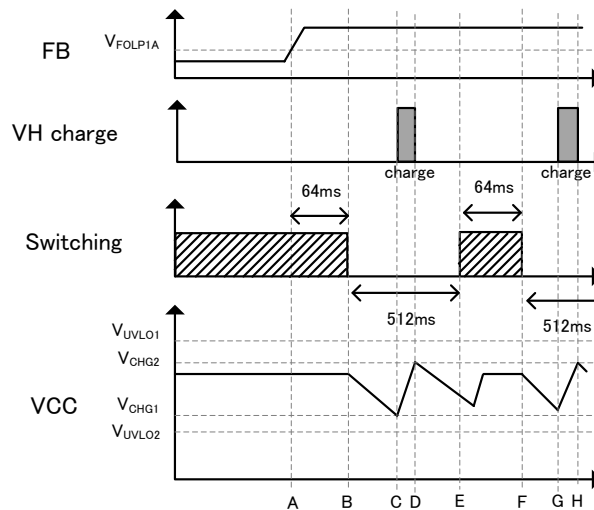 FB
VFOLP1A
VH charge
charge
charge
64ms
64ms
Switching
512ms
512ms
VUVLO1
VCHG2
VCC
VCHG1
VUVLO2
A B C D E F G H